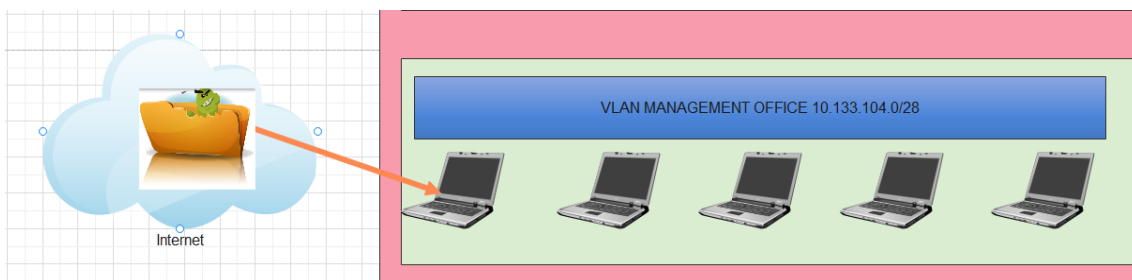 VLAN MANAGEMENT OFFICE 10.133.104.0/28
Internet